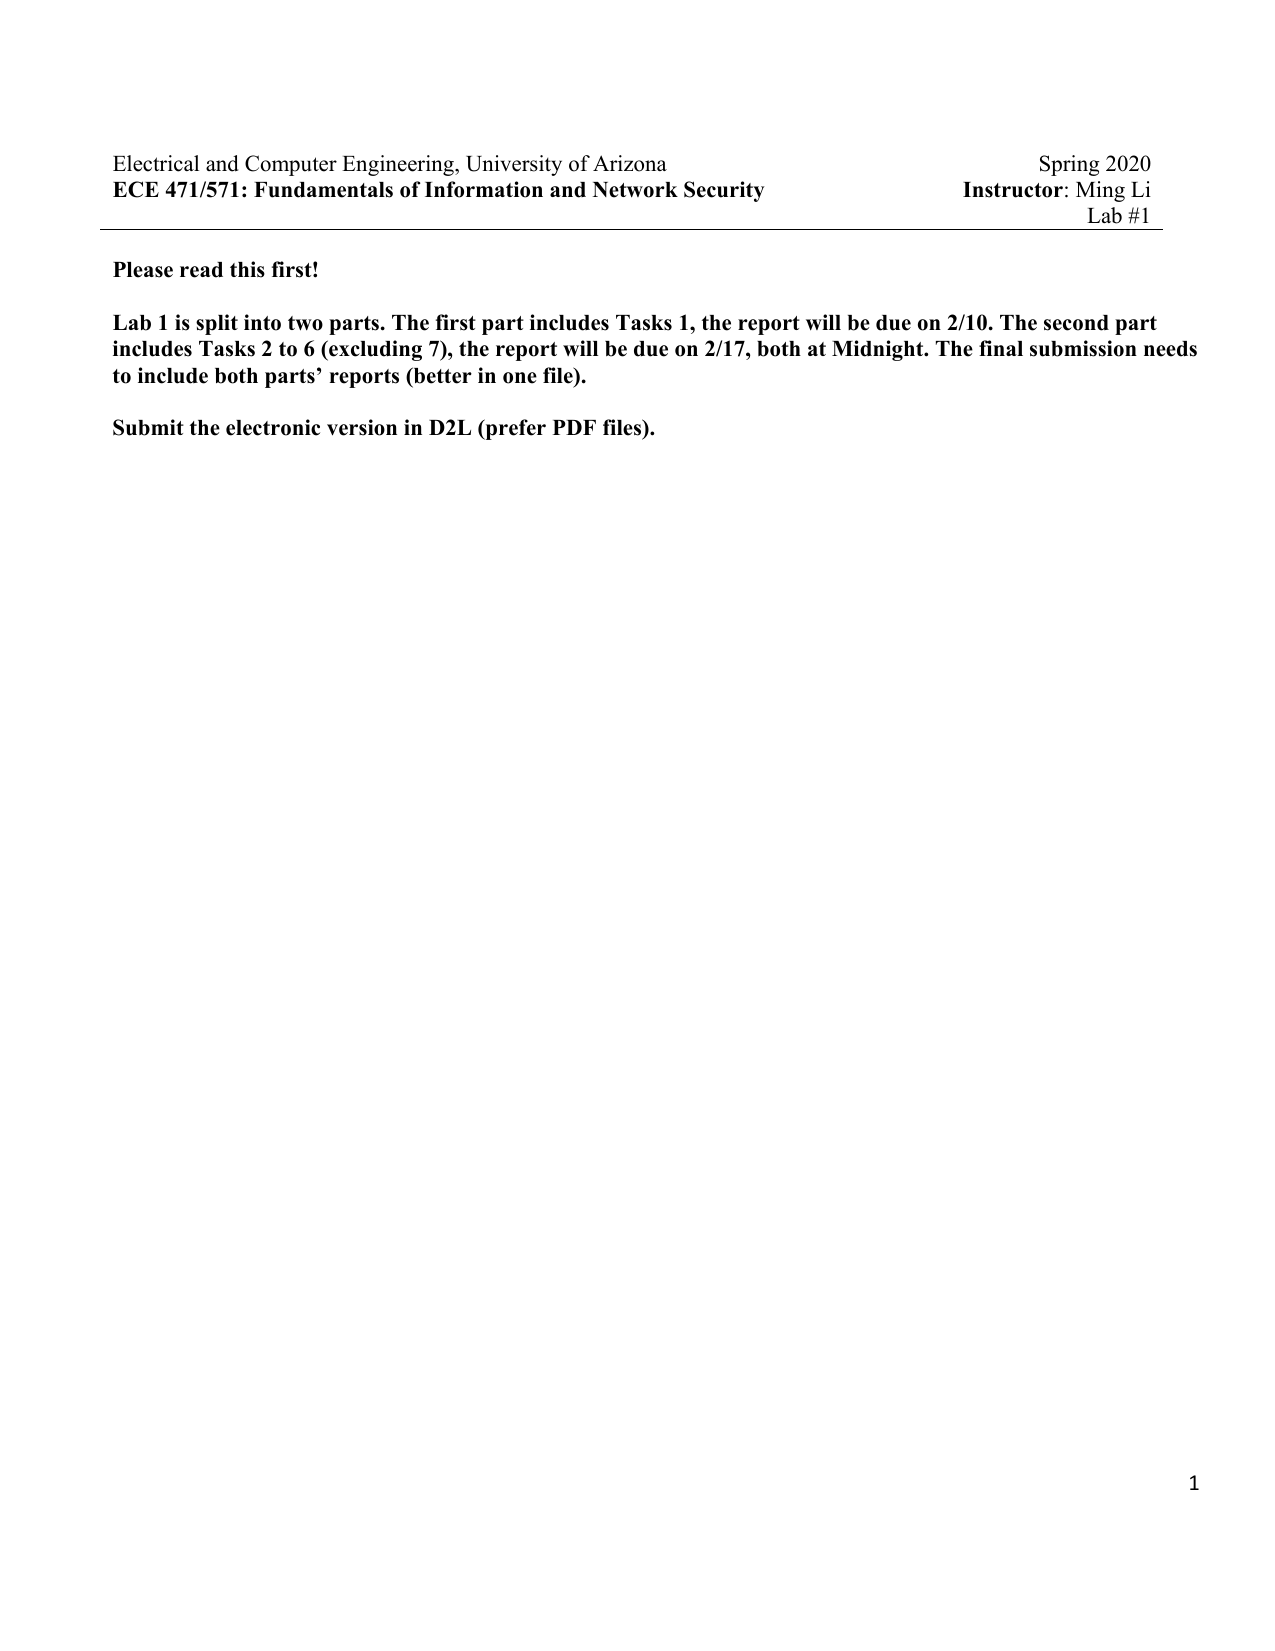 Electrical and Computer Engineering, University of Arizona Spring 2020
ECE 471/571: Fundamentals of Information and Network Security Instructor: Ming Li
Lab #1
Please read this first!
Lab 1 is split into two parts. The first part includes Tasks 1, the report will be due on 2/10. The second part
includes Tasks 2 to 6 (excluding 7), the report will be due on 2/17, both at Midnight. The final submission needs
to include both parts’ reports (better in one file).
Submit the electronic version in D2L (prefer PDF files).
1